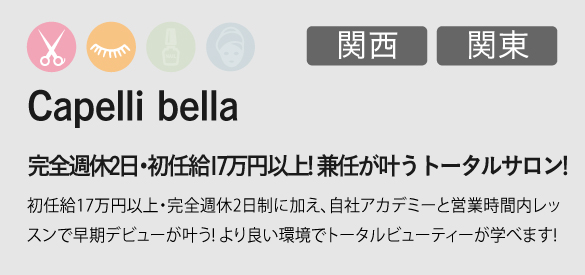 関西 関東
Capelli bella
完全週休2日・初任給17万円以上! 兼任が叶うトータルサロン!
初任給17万円以上・完全週休2日制に加え、自社アカデミーと営業時間内レッ
スンで早期デビューが叶う! より良い環境でトータルビューティーが学べます!